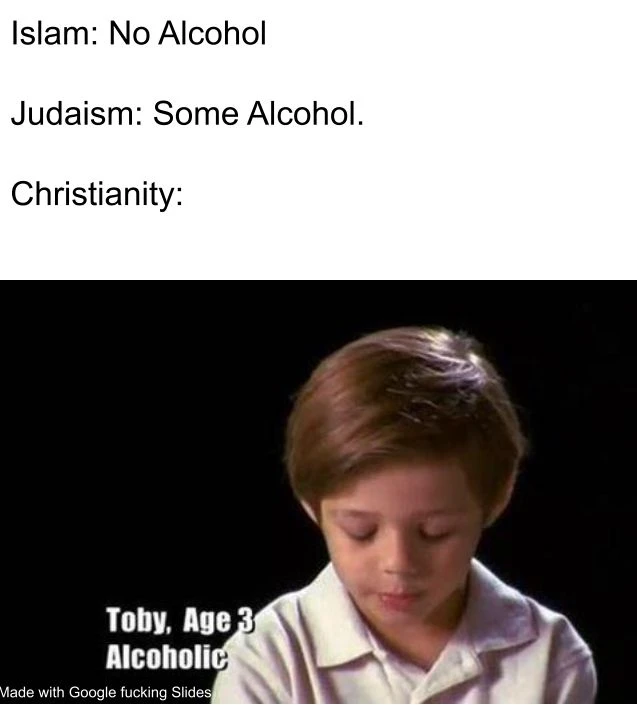 Islam: No Alcohol
Judaism: Some Alcohol.
Christianity:
Toby, Age 3
Alcoholic
Made with Google fucking Slides